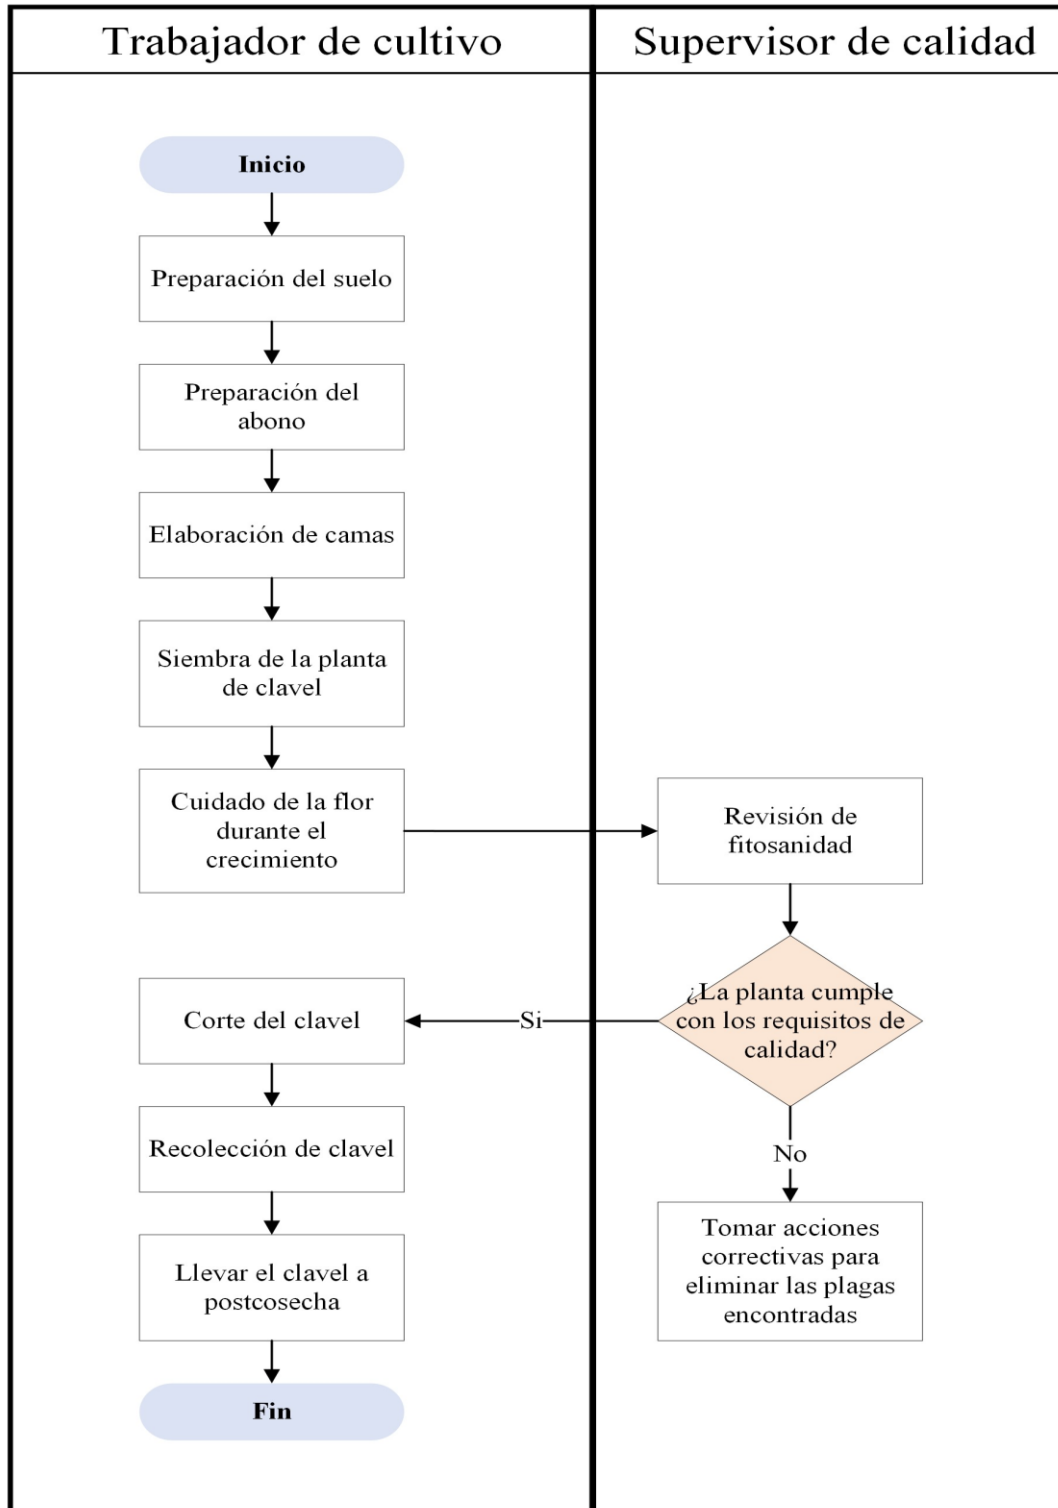 Trabajador de cultivo
Supervisor de calidad
Inicio
Preparación del suelo
Preparación del
abono
Elaboración de camas
Siembra de la planta
de clavel
Cuidado de la flor
durante el
crecimiento
Revisión de
fitosanidad
¿La planta cumple
con los requisitos de
calidad?
Si
No
Tomar acciones
correctivas para
eliminar las plagas
encontradas
Corte del clavel
Recolección de clavel
Llevar el clavel a
postcosecha
Fin